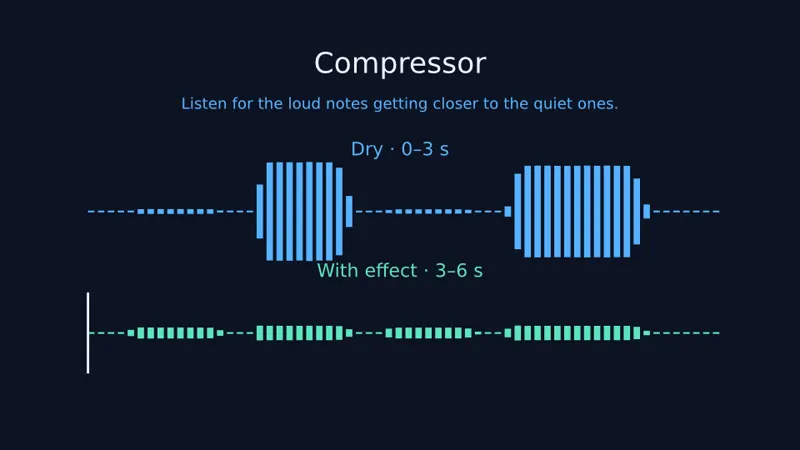 Compressor
Listen for the loud notes getting closer to the quiet ones.
Dry · 0–3 s
With effect · 3–6 s